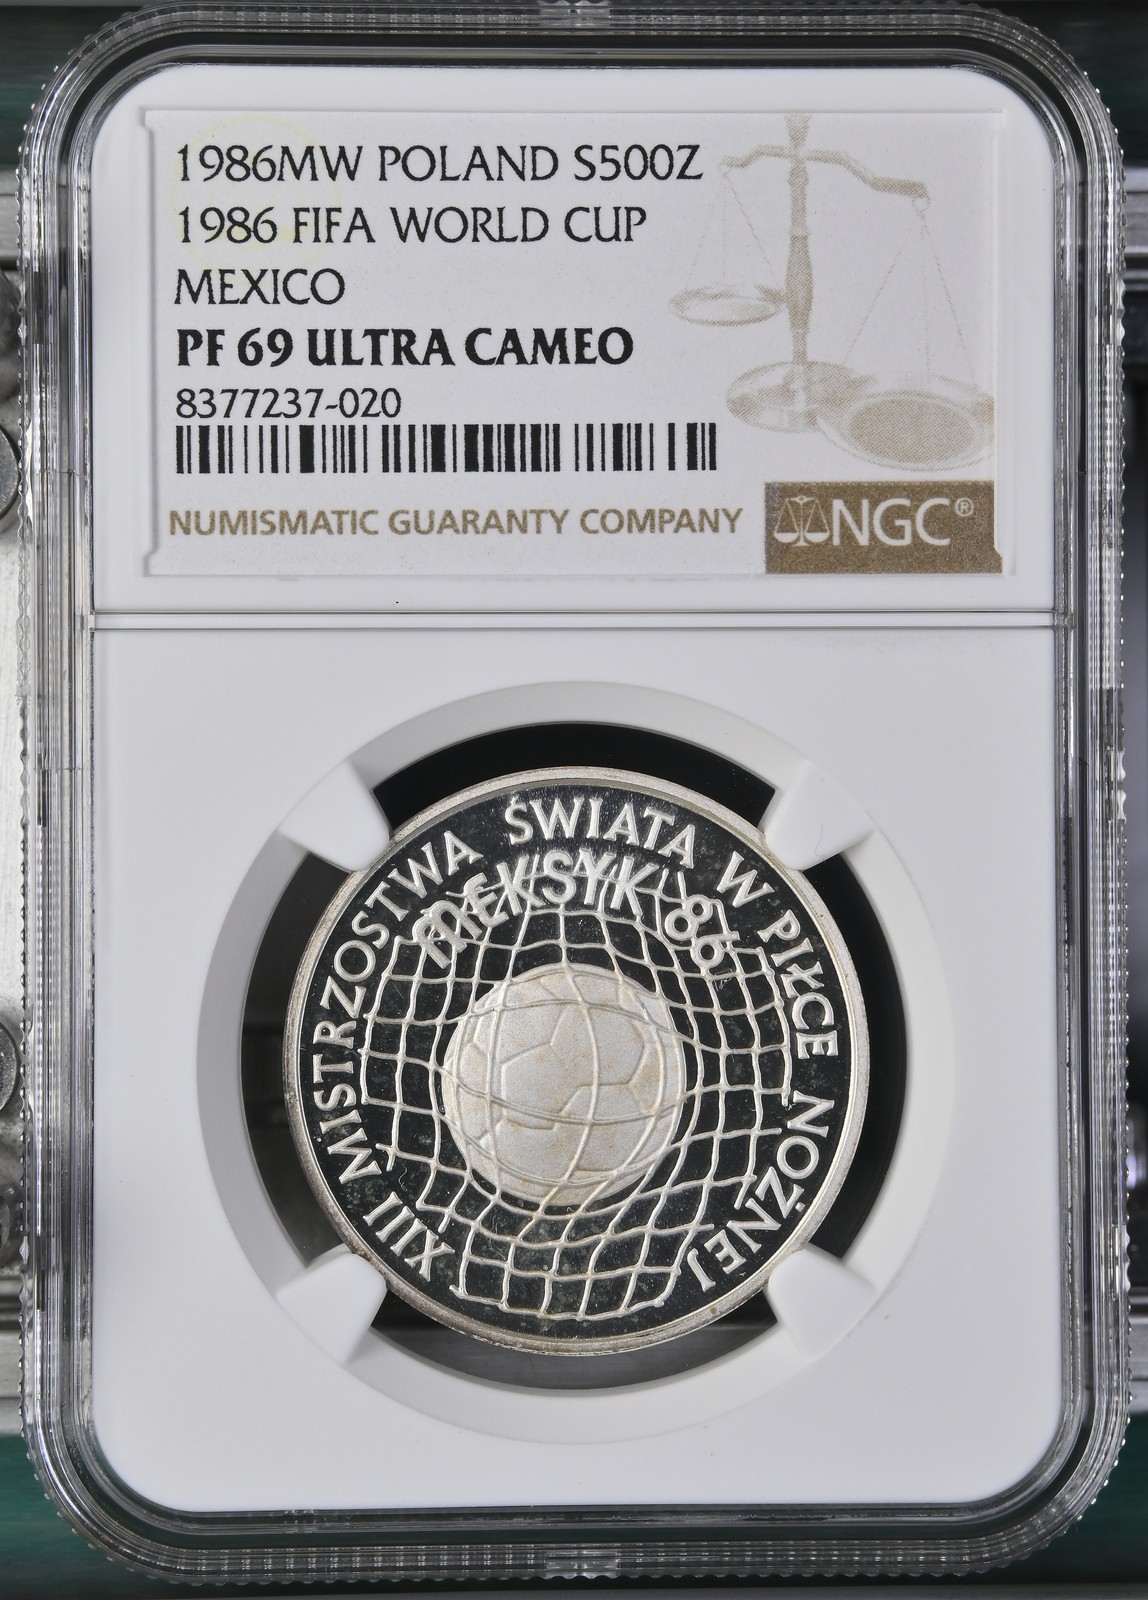 1986MW POLAND S500Z
1986 FIFA WORLD CUP
MEXICO
PF 69 ULTRA CAMEO
8377237-020
NUMISMATIC GUARANTY COMPANY
NGC®
XIII MISTRZOSTWA ŚWIATA W PIŁCE NOŻNEJ
MEKSYK '86